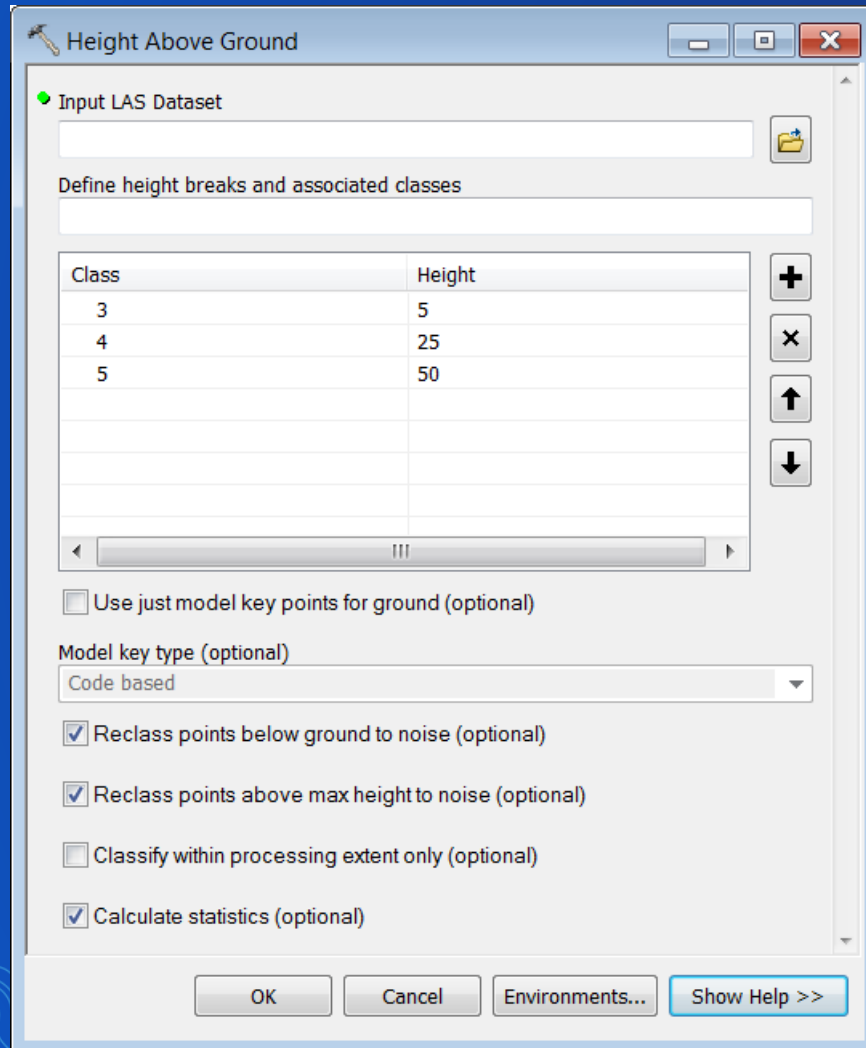 Height Above Ground
Input LAS Dataset
Define height breaks and associated classes
Class Height
3 5
4 25
5 50
Use just model key points for ground (optional)
Model key type (optional)
Code based
Reclass points below ground to noise (optional)
Reclass points above max height to noise (optional)
Classify within processing extent only (optional)
Calculate statistics (optional)
OK Cancel Environments... Show Help >>